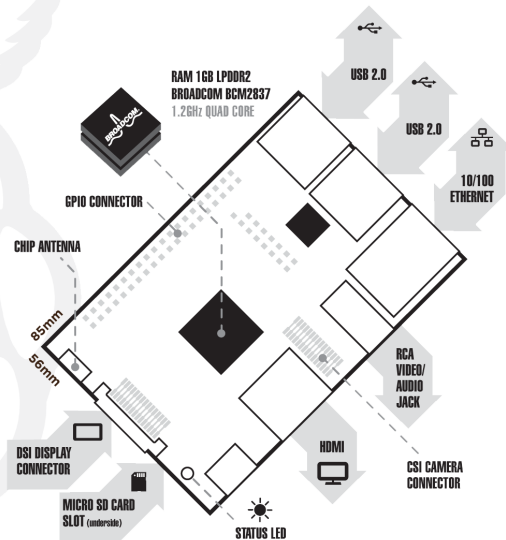 RAM 1GB LPDDR2
BROADCOM BCM2837
1.2GHz QUAD CORE
BROADCOM.
USB 2.0
USB 2.0
10/100
ETHERNET
GPIO CONNECTOR
CHIP ANTENNA
85mm
56mm
RCA
VIDEO/
AUDIO
JACK
DSI DISPLAY
CONNECTOR
HDMI
CSI CAMERA
CONNECTOR
MICRO SD CARD
SLOT (underside)
STATUS LED